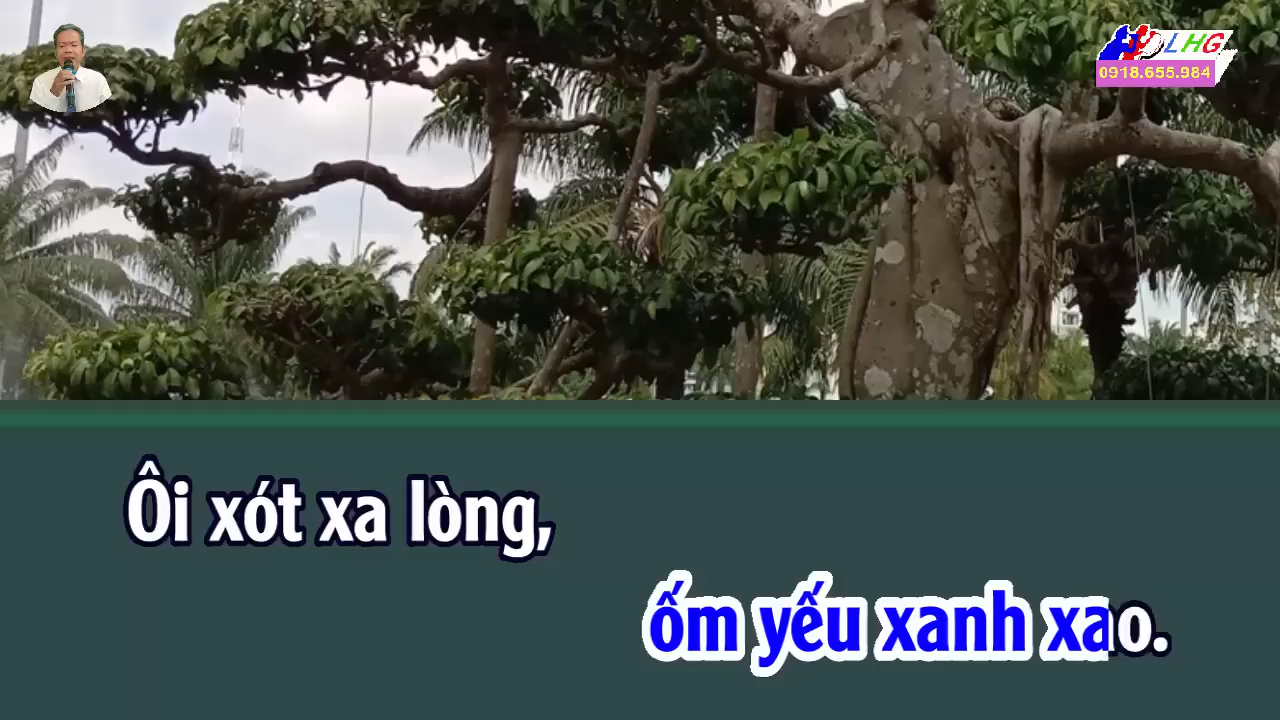 LHG
0918.655.984
Ôi xót xa lòng,
ốm yếu xanh xao.